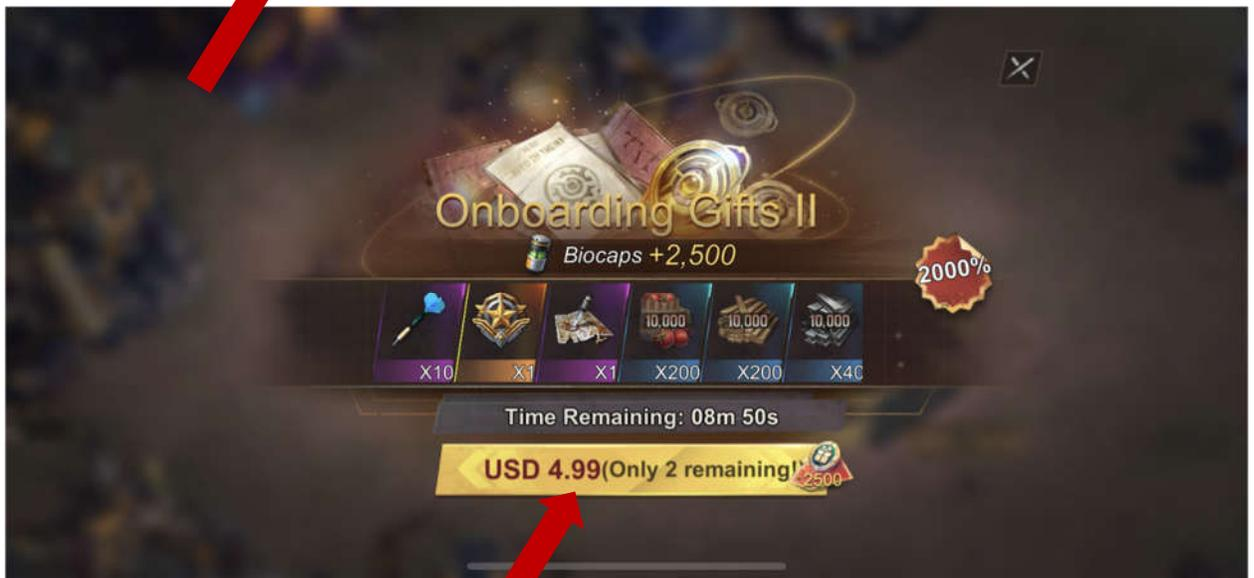 Onboarding Gifts II
Biocaps +2,500
2000%
10,000 10,000 10,000
X10 X1 X1 X200 X200 X40
Time Remaining: 08m 50s
USD 4.99(Only 2 remaining!)
2500